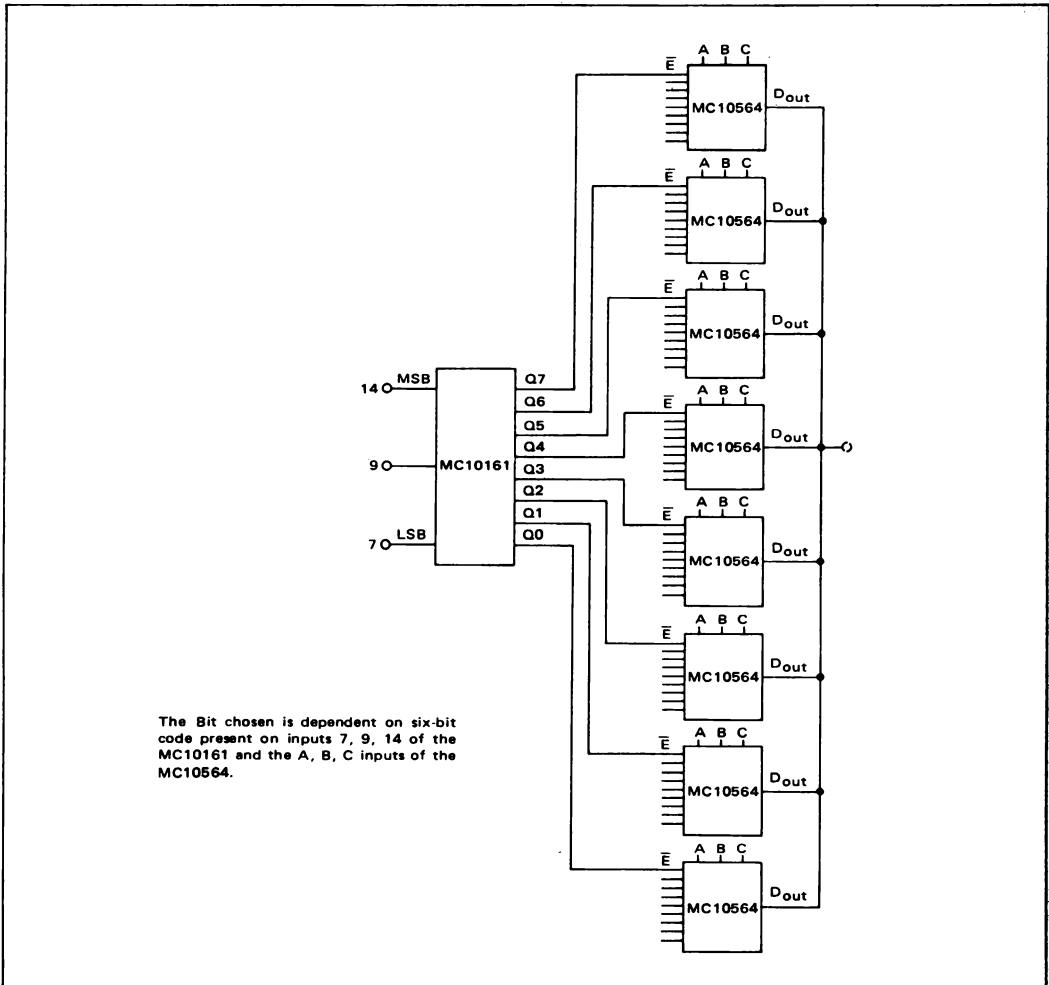 A B C
E̅
MC10564
Dout
A B C
E̅
MC10564
Dout
A B C
E̅
MC10564
Dout
14 MSB
Q7
Q6
Q5
Q4
9
MC10161
Q3
Q2
Q1
7 LSB
Q0
A B C
E̅
MC10564
Dout
A B C
E̅
MC10564
Dout
A B C
E̅
MC10564
Dout
The Bit chosen is dependent on six-bit
code present on inputs 7, 9, 14 of the
MC10161 and the A, B, C inputs of the
MC10564.
A B C
E̅
MC10564
Dout
A B C
E̅
MC10564
Dout